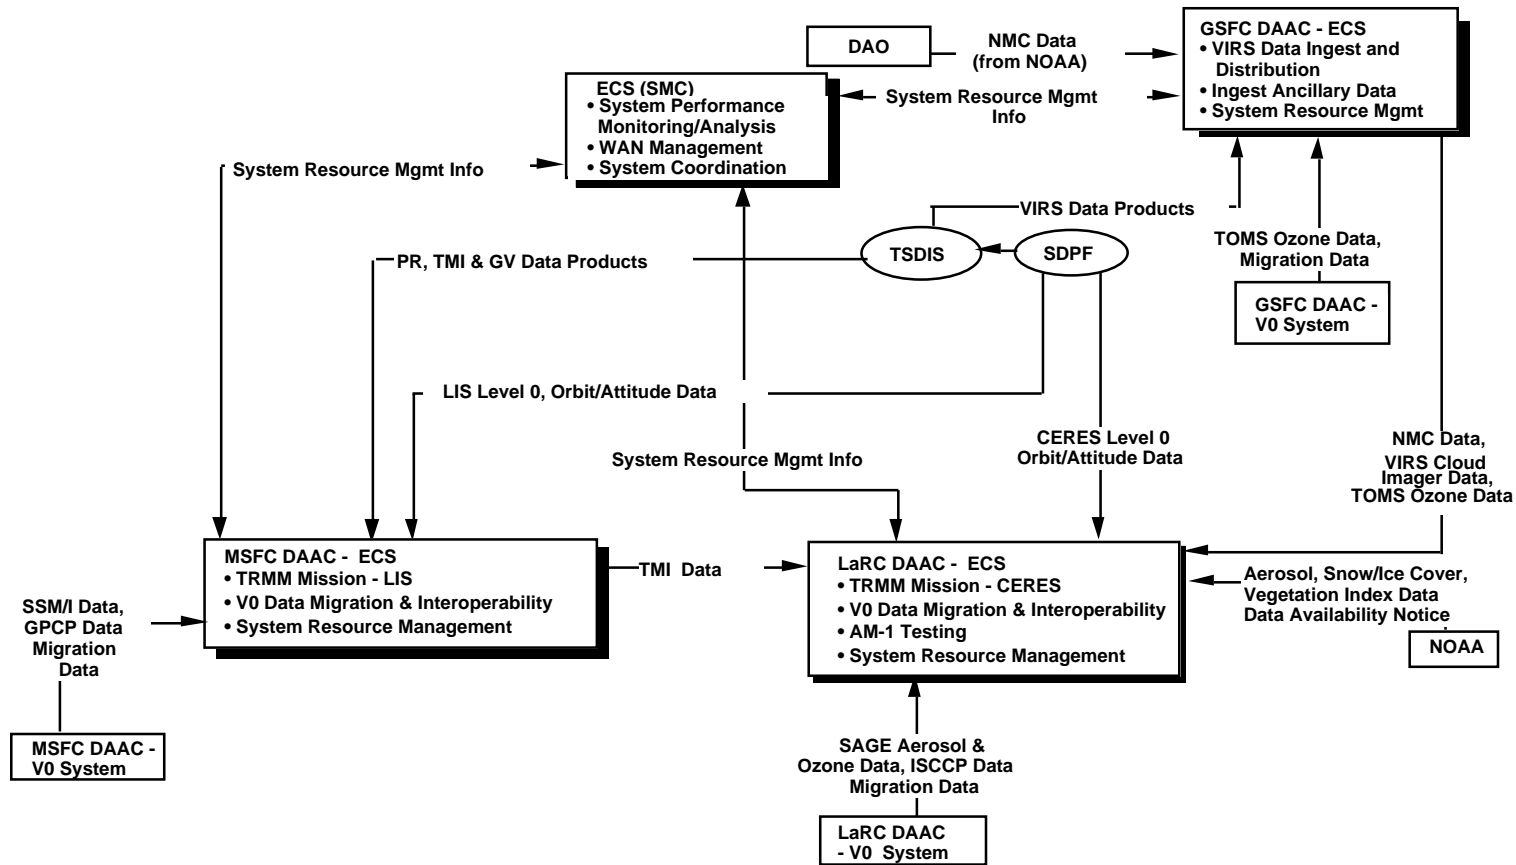 DAO
NMC Data
(from NOAA)
GSFC DAAC - ECS
• VIRS Data Ingest and
Distribution
• Ingest Ancillary Data
• System Resource Mgmt
ECS (SMC)
• System Performance
Monitoring/Analysis
• WAN Management
• System Coordination
System Resource Mgmt
Info
System Resource Mgmt Info
VIRS Data Products
TSDIS
SDPF
PR, TMI & GV Data Products
TOMS Ozone Data,
Migration Data
GSFC DAAC -
V0 System
LIS Level 0, Orbit/Attitude Data
System Resource Mgmt Info
CERES Level 0
Orbit/Attitude Data
NMC Data,
VIRS Cloud
Imager Data,
TOMS Ozone Data
MSFC DAAC - ECS
• TRMM Mission - LIS
• V0 Data Migration & Interoperability
• System Resource Management
TMI Data
LaRC DAAC - ECS
• TRMM Mission - CERES
• V0 Data Migration & Interoperability
• AM-1 Testing
• System Resource Management
Aerosol, Snow/Ice Cover,
Vegetation Index Data
Data Availability Notice
NOAA
SSM/I Data,
GPCP Data
Migration
Data
MSFC DAAC -
V0 System
SAGE Aerosol &
Ozone Data, ISCCP Data
Migration Data
LaRC DAAC
- V0 System